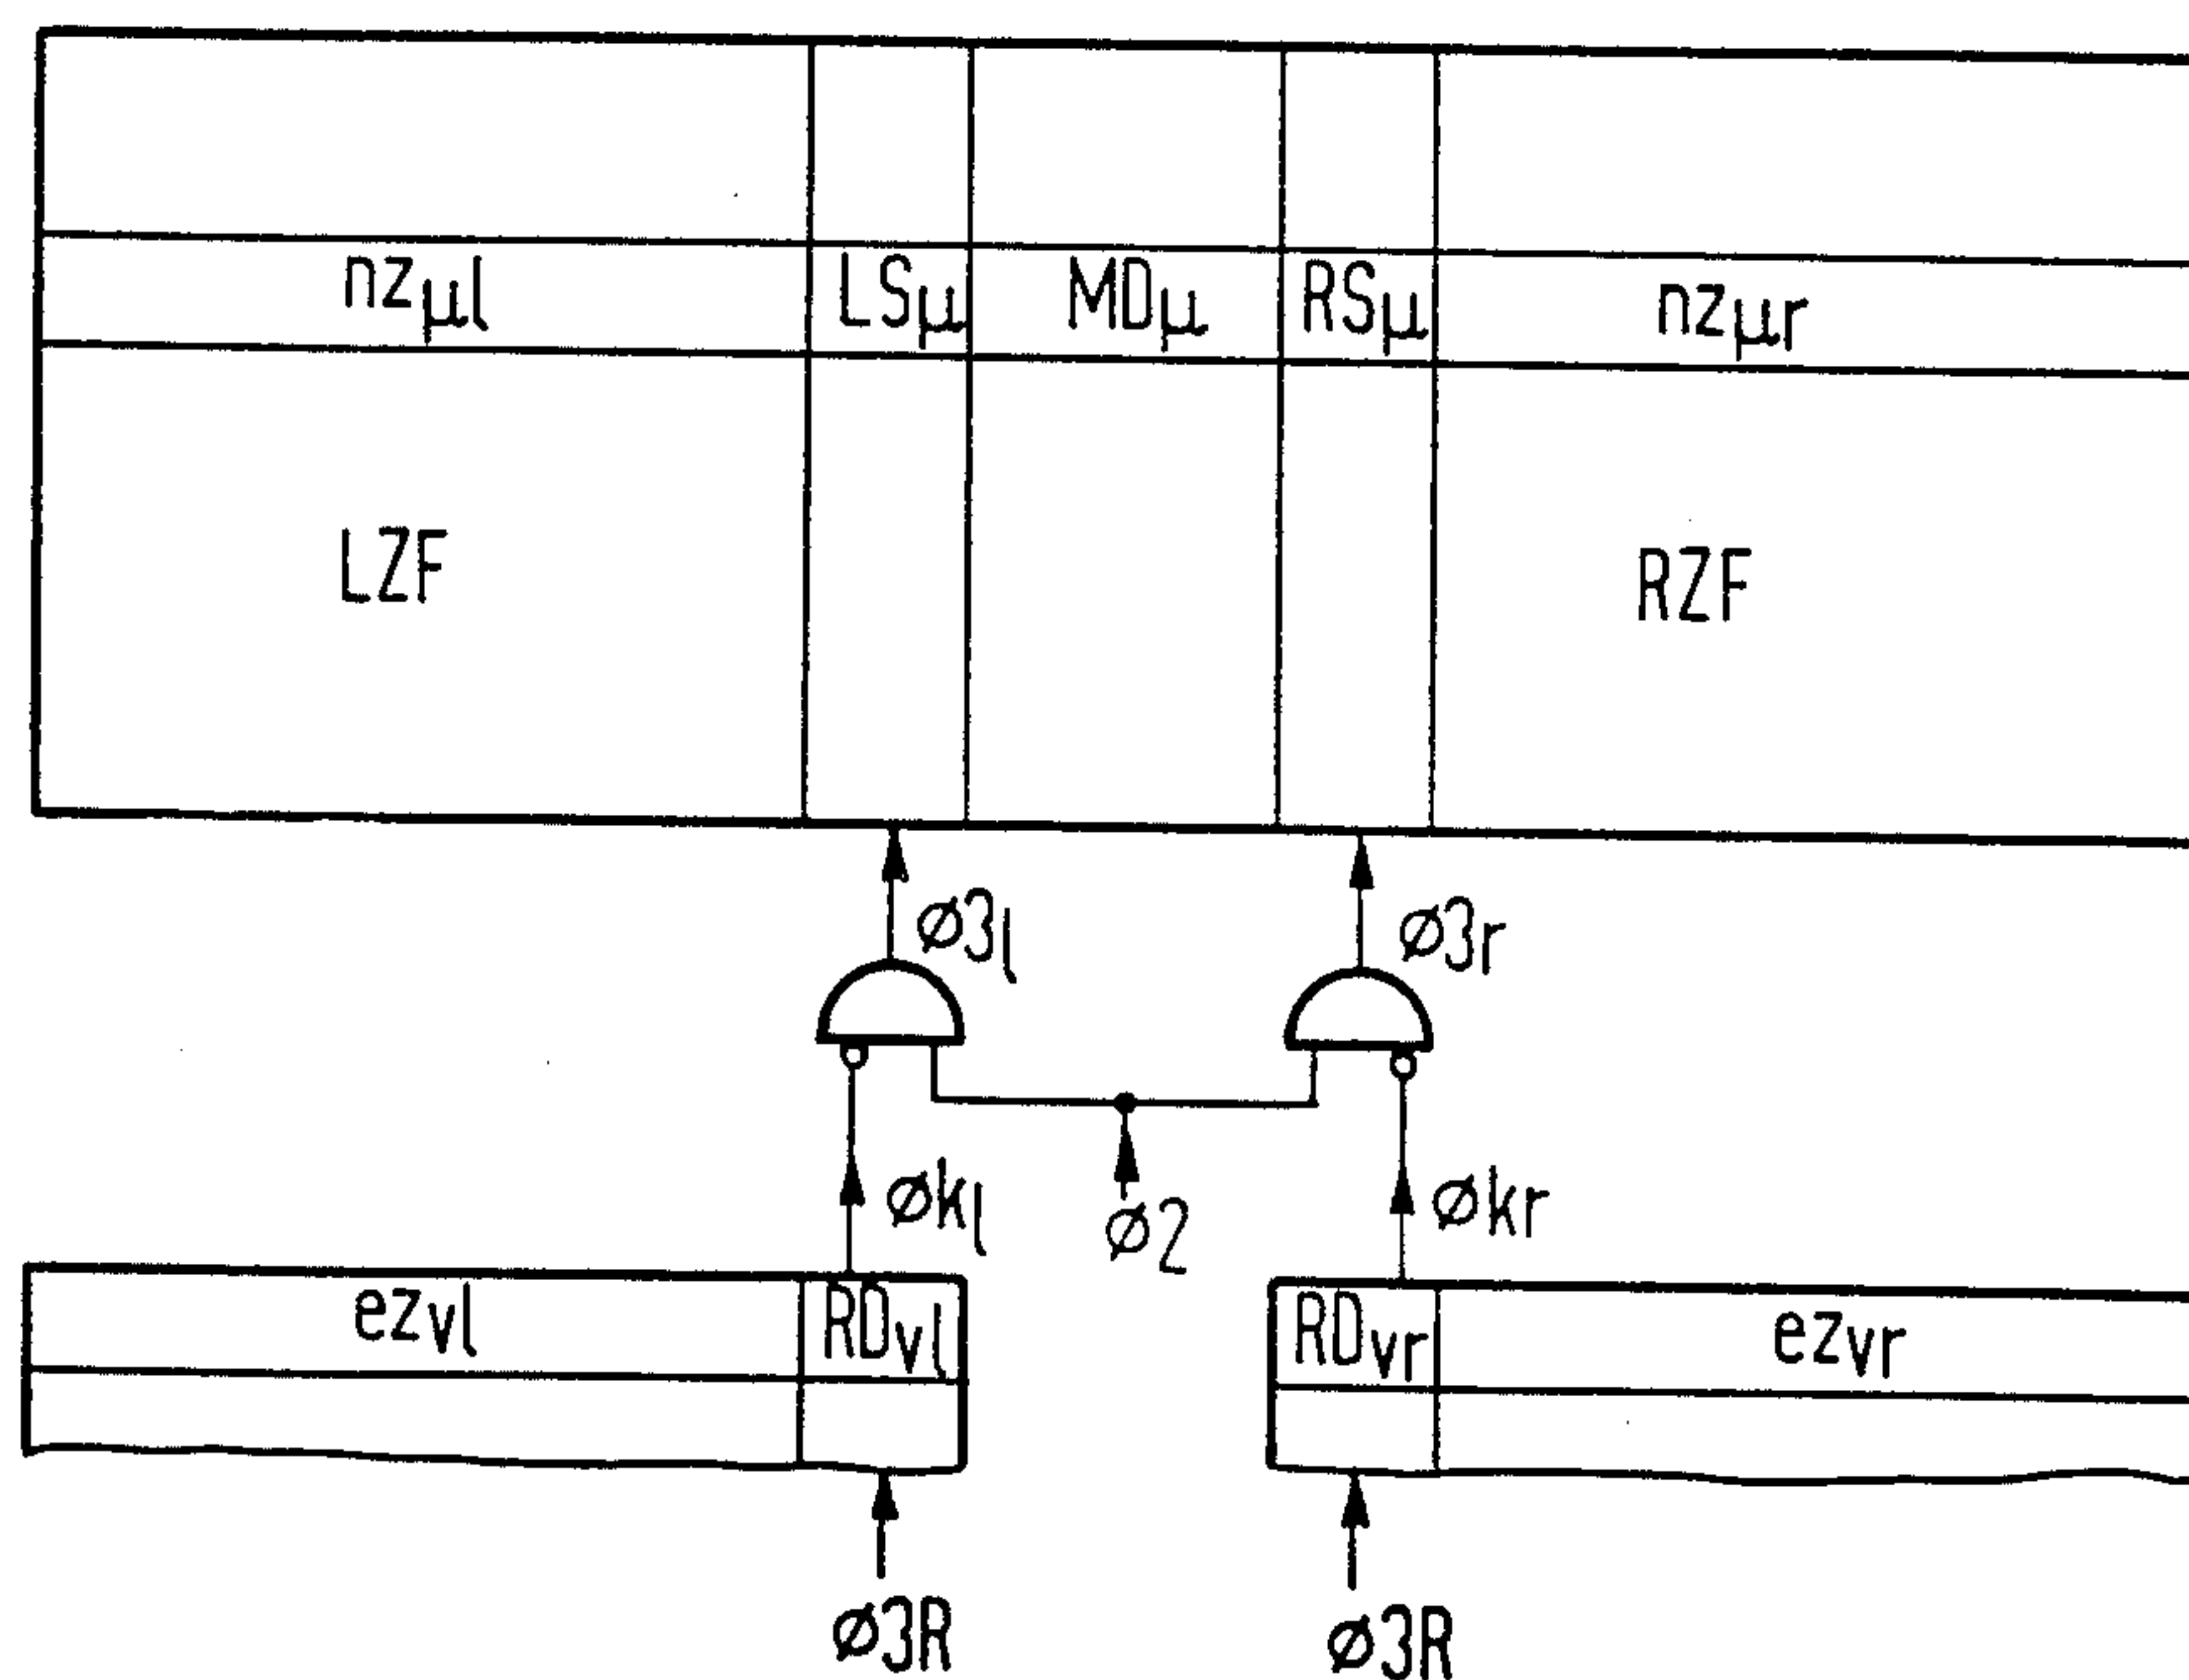 nzμl LSμ MDμ RSμ nzμr
LZF RZF
ø3l ø3r
økl ø2 økr
ezvl RDvl RDvr ezvr
ø3R ø3R